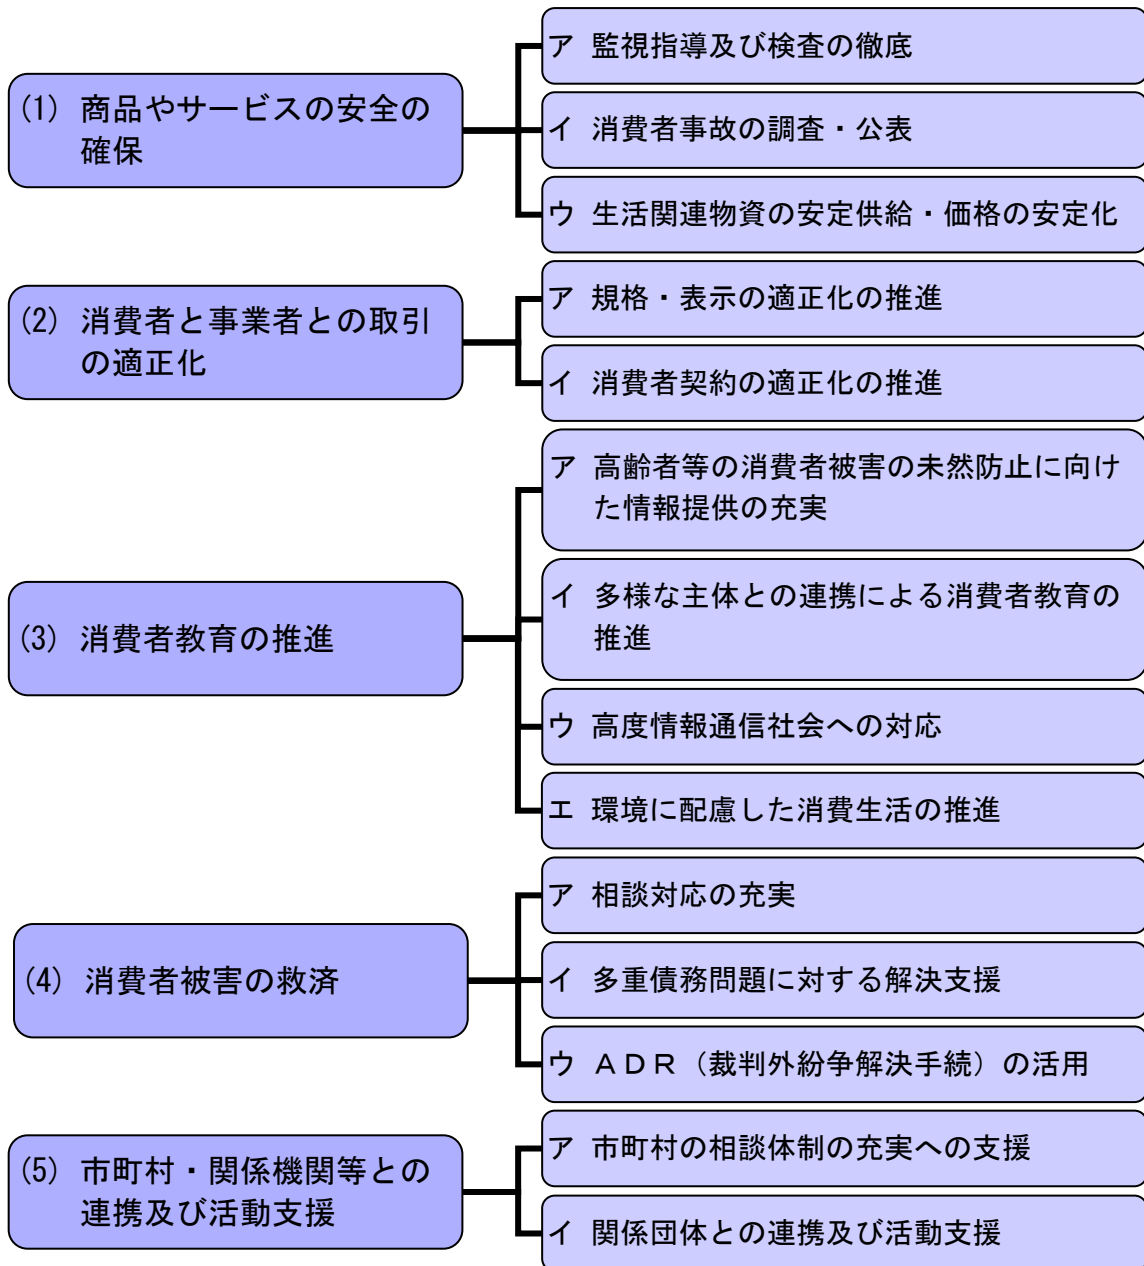 (1) 商品やサービスの安全の
確保
ア 監視指導及び検査の徹底
イ 消費者事故の調査・公表
ウ 生活関連物資の安定供給・価格の安定化
(2) 消費者と事業者との取引
の適正化
ア 規格・表示の適正化の推進
イ 消費者契約の適正化の推進
(3) 消費者教育の推進
ア 高齢者等の消費者被害の未然防止に向け
た情報提供の充実
イ 多様な主体との連携による消費者教育の
推進
ウ 高度情報通信社会への対応
エ 環境に配慮した消費生活の推進
(4) 消費者被害の救済
ア 相談対応の充実
イ 多重債務問題に対する解決支援
ウ ＡＤＲ（裁判外紛争解決手続）の活用
(5) 市町村・関係機関等との
連携及び活動支援
ア 市町村の相談体制の充実への支援
イ 関係団体との連携及び活動支援